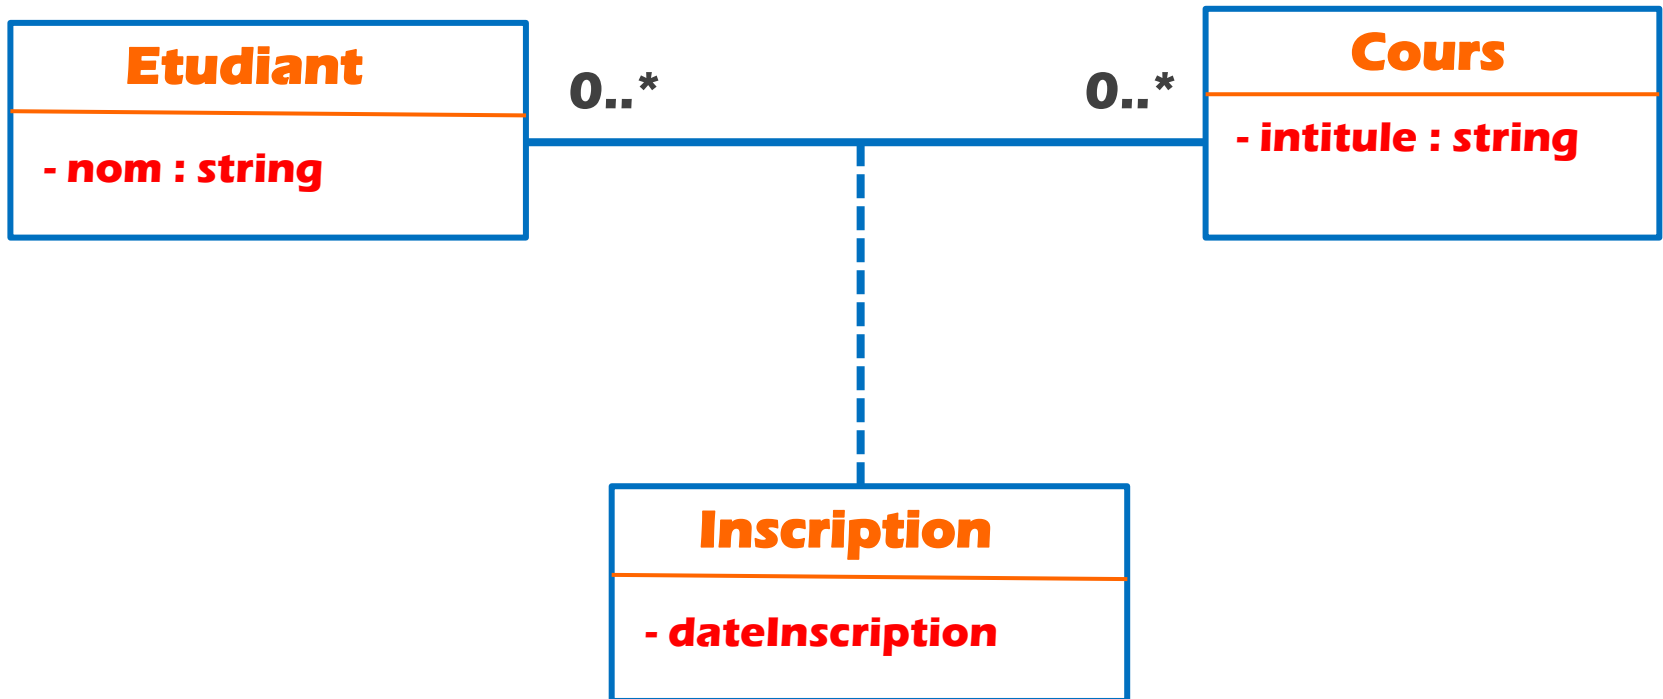 Etudiant
- nom : string
0..*
0..*
Cours
- intitule : string
Inscription
- dateInscription